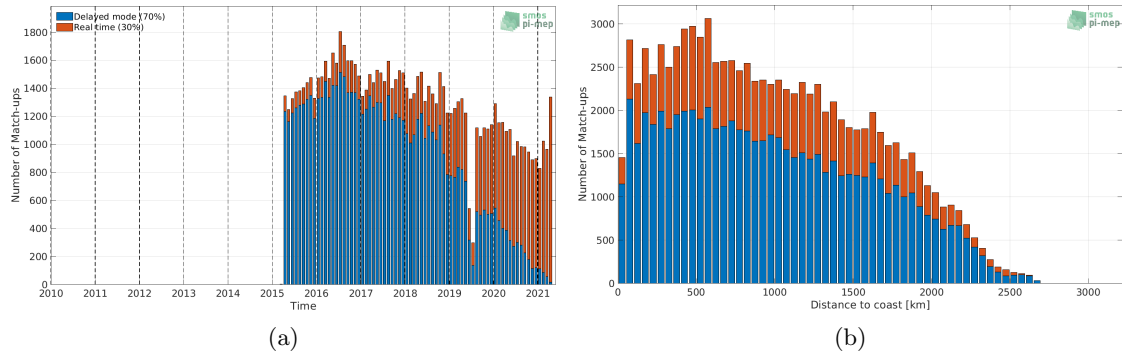 Delayed mode (70%)
Real time (30%)
smos
pi-mep
Number of Match-ups
1800
1600
1400
1200
1000
800
600
400
200
0
2010 2011 2012 2013 2014 2015 2016 2017 2018 2019 2020 2021
Time
(a)
smos
pi-mep
Number of Match-ups
3000
2500
2000
1500
1000
500
0
0 500 1000 1500 2000 2500 3000
Distance to coast [km]
(b)